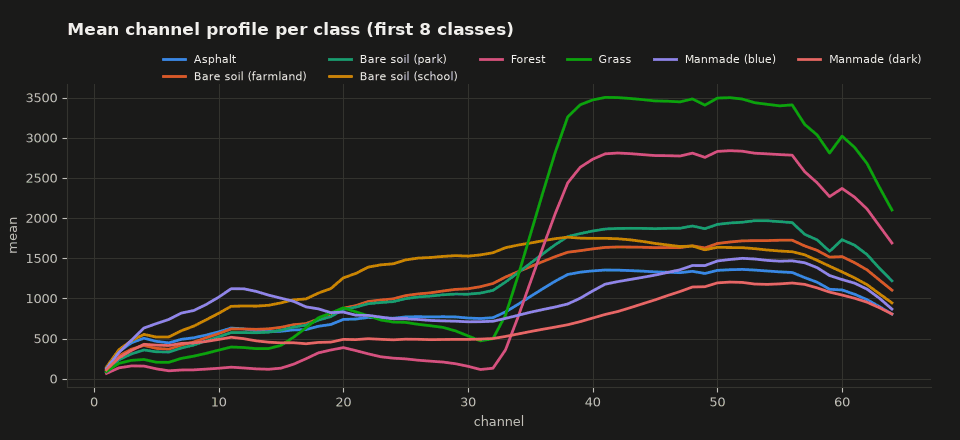 Mean channel profile per class (first 8 classes)
Asphalt Bare soil (park) Forest Grass Manmade (blue) Manmade (dark)
Bare soil (farmland) Bare soil (school)
3500
3000
2500
2000
1500
1000
500
0
mean
0 10 20 30 40 50 60
channel